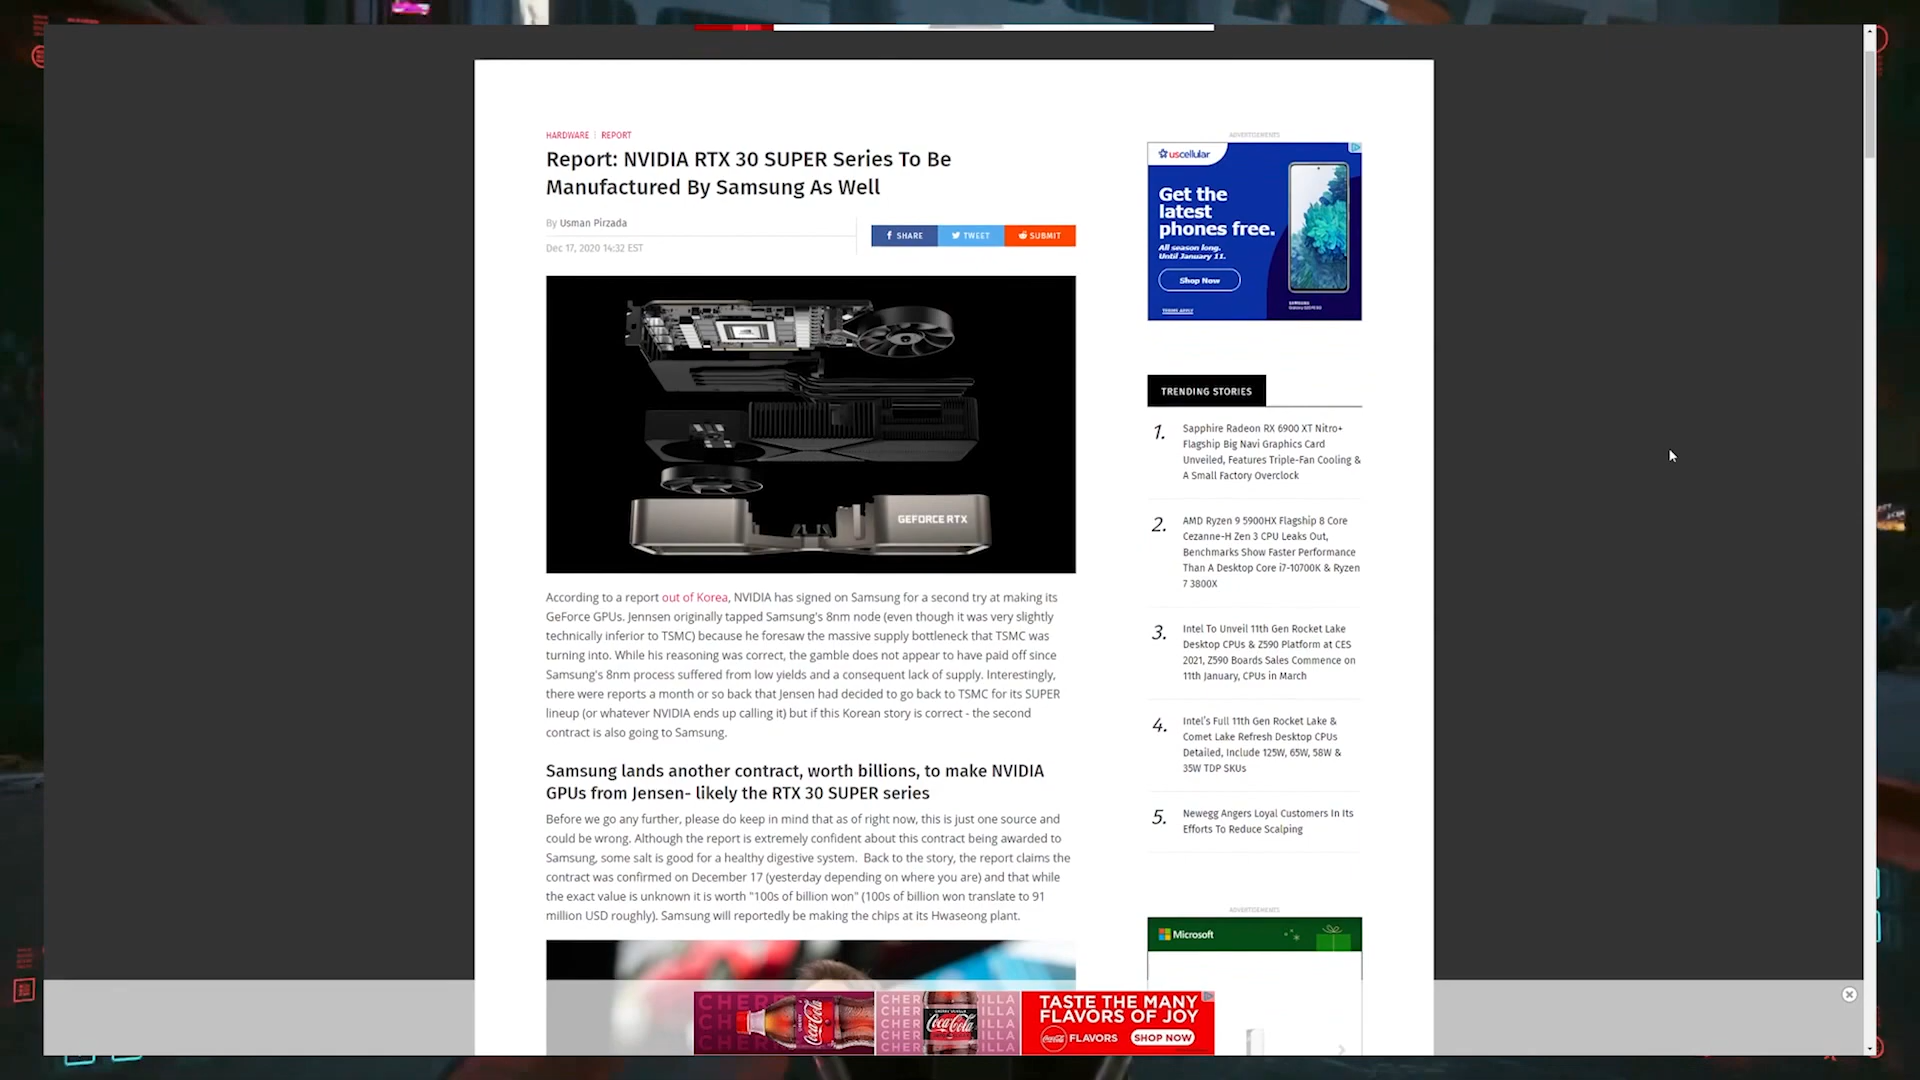 HARDWARE | REPORT
Report: NVIDIA RTX 30 SUPER Series To Be
Manufactured By Samsung As Well
By Usman Pirzada
Dec 17, 2020 14:32 EST
SHARE
TWEET
SUBMIT
GEFORCE RTX
According to a report out of Korea, NVIDIA has signed on Samsung for a second try at making its
GeForce GPUs. Jennsen originally tapped Samsung's 8nm node (even though it was very slightly
technically inferior to TSMC) because he foresaw the massive supply bottleneck that TSMC was
turning into. While his reasoning was correct, the gamble does not appear to have paid off since
Samsung's 8nm process suffered from low yields and a consequent lack of supply. Interestingly,
there were reports a month or so back that Jensen had decided to go back to TSMC for its SUPER
lineup (or whatever NVIDIA ends up calling it) but if this Korean story is correct - the second
contract is also going to Samsung.
Samsung lands another contract, worth billions, to make NVIDIA
GPUs from Jensen- likely the RTX 30 SUPER series
Before we go any further, please do keep in mind that as of right now, this is just one source and
could be wrong. Although the report is extremely confident about this contract being awarded to
Samsung, some salt is good for a healthy digestive system. Back to the story, the report claims the
contract was confirmed on December 17 (yesterday depending on where you are) and that while
the exact value is unknown it is worth "100s of billion won" (100s of billion won translate to 91
million USD roughly). Samsung will reportedly be making the chips at its Hwaseong plant.
ADVERTISEMENTS
uscellular
Get the
latest
phones free.
All season long.
Until January 11.
Shop Now
TERMS APPLY
SAMSUNG
TRENDING STORIES
1. Sapphire Radeon RX 6900 XT Nitro+
Flagship Big Navi Graphics Card
Unveiled, Features Triple-Fan Cooling &
A Small Factory Overclock
2. AMD Ryzen 9 5900HX Flagship 8 Core
Cezanne-H Zen 3 CPU Leaks Out,
Benchmarks Show Faster Performance
Than A Desktop Core i7-10700K & Ryzen
7 3800X
3. Intel To Unveil 11th Gen Rocket Lake
Desktop CPUs & Z590 Platform at CES
2021, Z590 Boards Sales Commence on
11th January, CPUs in March
4. Intel's Full 11th Gen Rocket Lake &
Comet Lake Refresh Desktop CPUs
Detailed, Include 125W, 65W, 58W &
35W TDP SKUs
5. Newegg Angers Loyal Customers In Its
Efforts To Reduce Scalping
ADVERTISEMENTS
Microsoft
Coca-Cola
Coca-Cola
TASTE THE MANY
FLAVORS OF JOY
FLAVORS
SHOP NOW